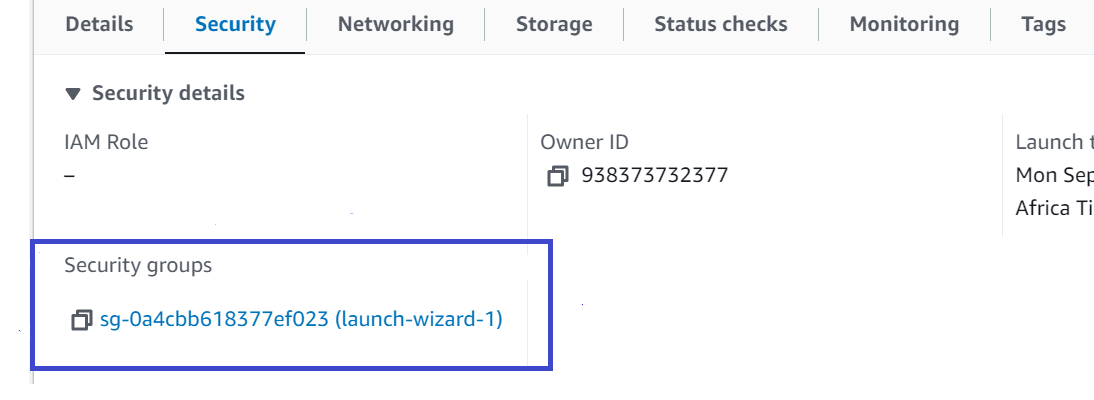 Details Security Networking Storage Status checks Monitoring Tags
Security details
IAM Role Owner ID Launch t
– 938373732377 Mon Sep
Africa Ti
Security groups
sg-0a4cbb618377ef023 (launch-wizard-1)